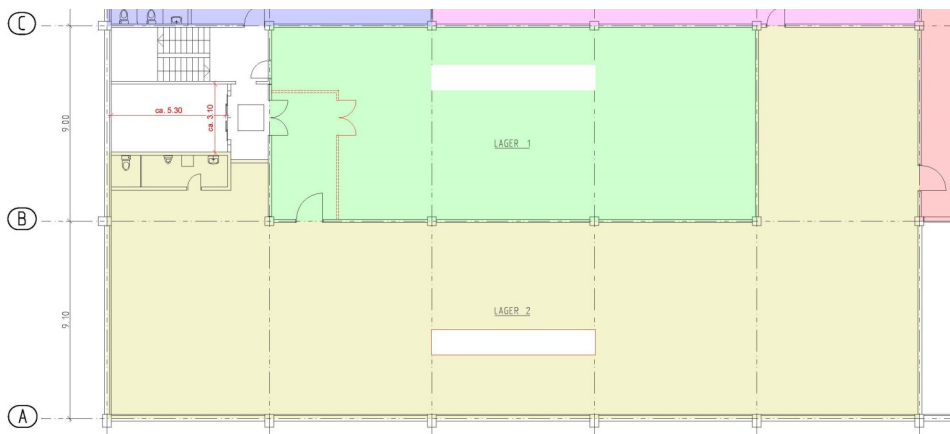 C
9.00
ca. 5.30
ca. 3.10
LAGER 1
B
9.10
LAGER 2
A